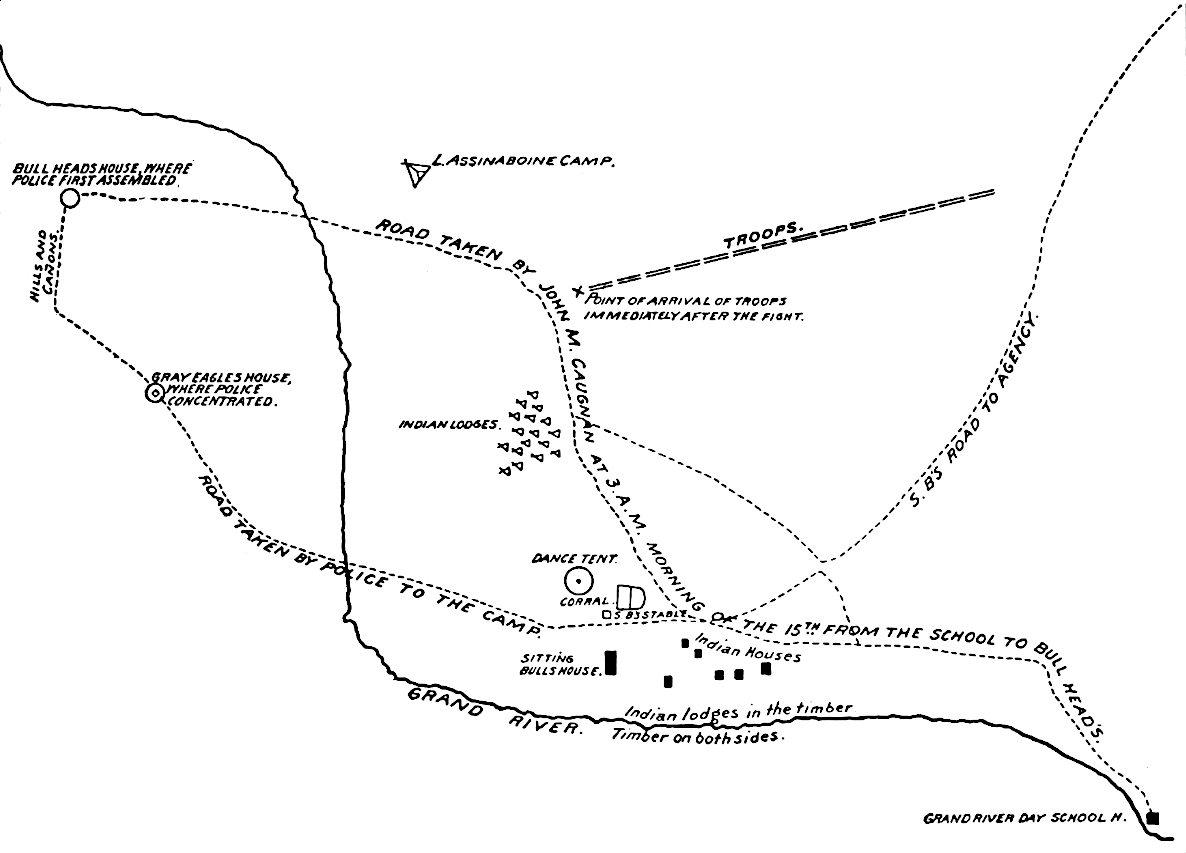 BULL HEADS HOUSE, WHERE
POLICE FIRST ASSEMBLED.
L. ASSINABOINE CAMP.
HILLS AND
CAÑONS.
ROAD TAKEN BY JOHN M. CAUGNAN AT 3. A.M. MORNING OF THE 15TH FROM THE SCHOOL TO BULL HEAD'S.
TROOPS.
POINT OF ARRIVAL OF TROOPS
IMMEDIATELY AFTER THE FIGHT.
S. B'S ROAD TO AGENCY.
GRAY EAGLES HOUSE,
WHERE POLICE
CONCENTRATED.
INDIAN LODGES.
ROAD TAKEN BY POLICE TO THE CAMP.
DANCE TENT.
CORRAL.
S B'S STABLE
Indian Houses
SITTING
BULLS HOUSE.
GRAND RIVER.
Indian lodges in the timber
Timber on both sides.
GRAND RIVER DAY SCHOOL H.